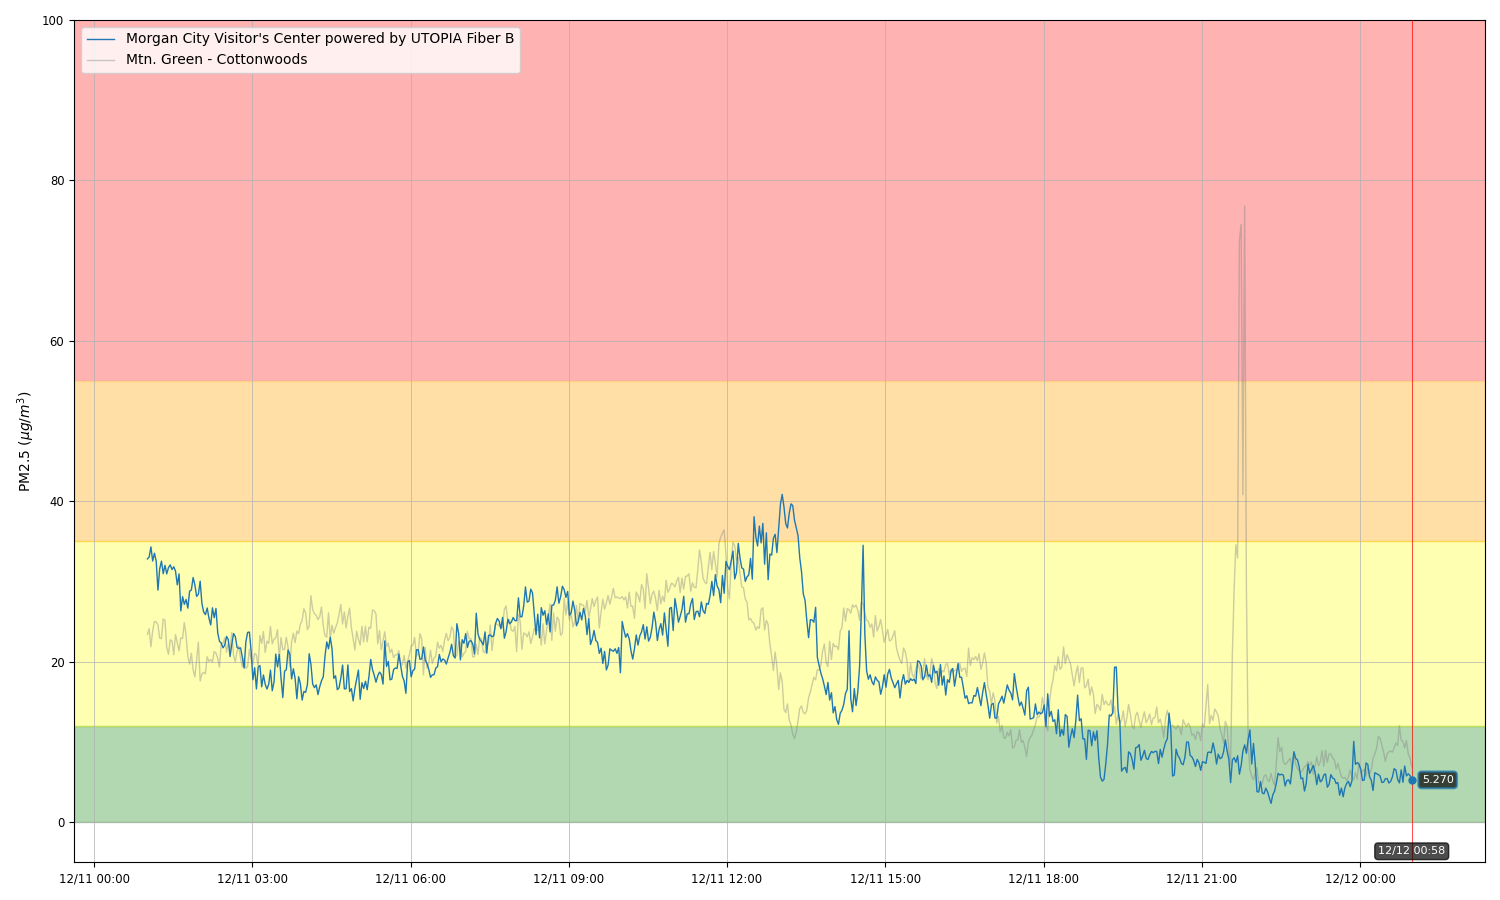 100
Morgan City Visitor's Center powered by UTOPIA Fiber B
Mtn. Green - Cottonwoods
80
60
PM2.5 (μg/m³)
40
20
5.270
0
12/12 00:58
12/11 00:00 12/11 03:00 12/11 06:00 12/11 09:00 12/11 12:00 12/11 15:00 12/11 18:00 12/11 21:00 12/12 00:00